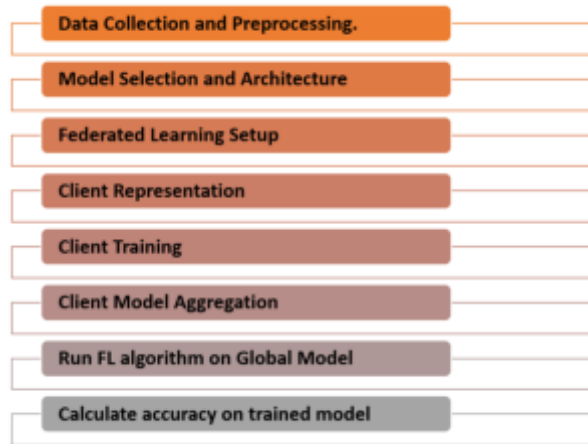 Data Collection and Preprocessing.
Model Selection and Architecture
Federated Learning Setup
Client Representation
Client Training
Client Model Aggregation
Run FL algorithm on Global Model
Calculate accuracy on trained model